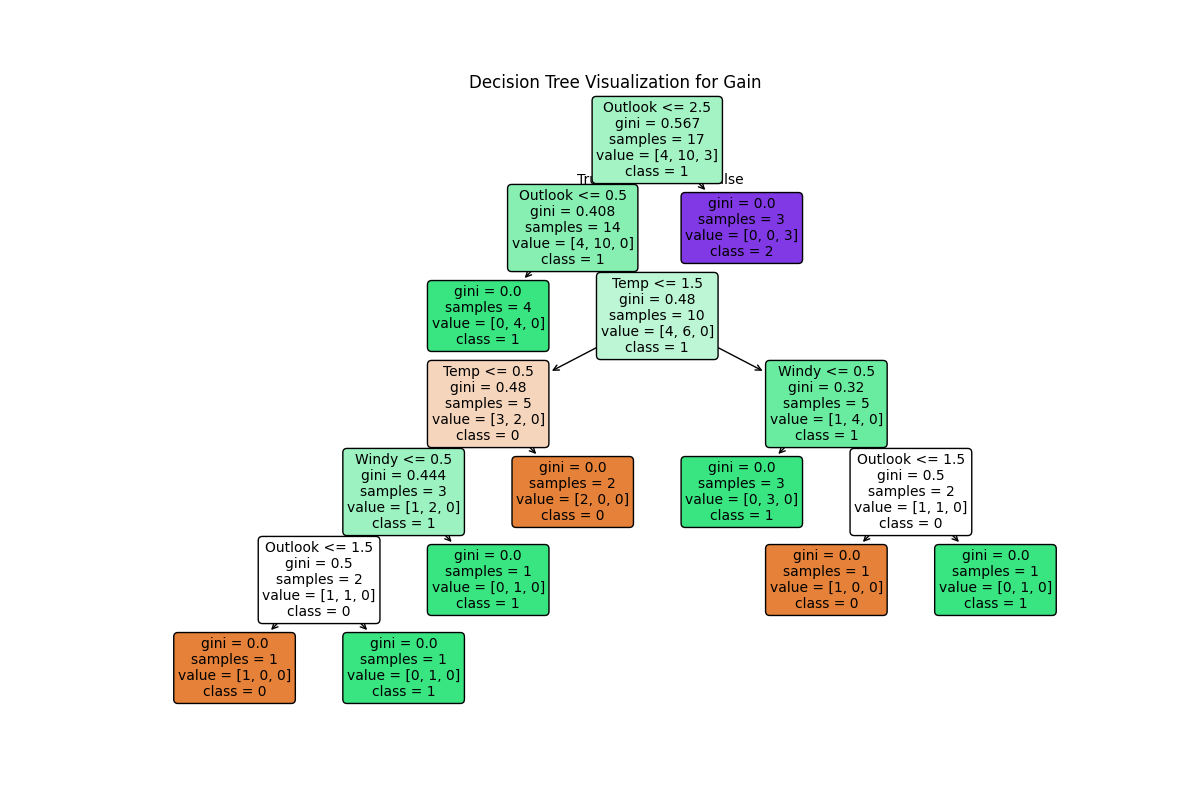 Decision Tree Visualization for Gain
Outlook <= 2.5
gini = 0.567
samples = 17
value = [4, 10, 3]
class = 1
Outlook <= 0.5
gini = 0.408
samples = 14
value = [4, 10, 0]
class = 1
gini = 0.0
samples = 3
value = [0, 0, 3]
class = 2
gini = 0.0
samples = 4
value = [0, 4, 0]
class = 1
Temp <= 1.5
gini = 0.48
samples = 10
value = [4, 6, 0]
class = 1
Temp <= 0.5
gini = 0.48
samples = 5
value = [3, 2, 0]
class = 0
Windy <= 0.5
gini = 0.32
samples = 5
value = [1, 4, 0]
class = 1
Windy <= 0.5
gini = 0.444
samples = 3
value = [1, 2, 0]
class = 1
gini = 0.0
samples = 2
value = [2, 0, 0]
class = 0
gini = 0.0
samples = 3
value = [0, 3, 0]
class = 1
Outlook <= 1.5
gini = 0.5
samples = 2
value = [1, 1, 0]
class = 0
Outlook <= 1.5
gini = 0.5
samples = 2
value = [1, 1, 0]
class = 0
gini = 0.0
samples = 1
value = [0, 1, 0]
class = 1
gini = 0.0
samples = 1
value = [1, 0, 0]
class = 0
gini = 0.0
samples = 1
value = [0, 1, 0]
class = 1
gini = 0.0
samples = 1
value = [1, 0, 0]
class = 0
gini = 0.0
samples = 1
value = [0, 1, 0]
class = 1